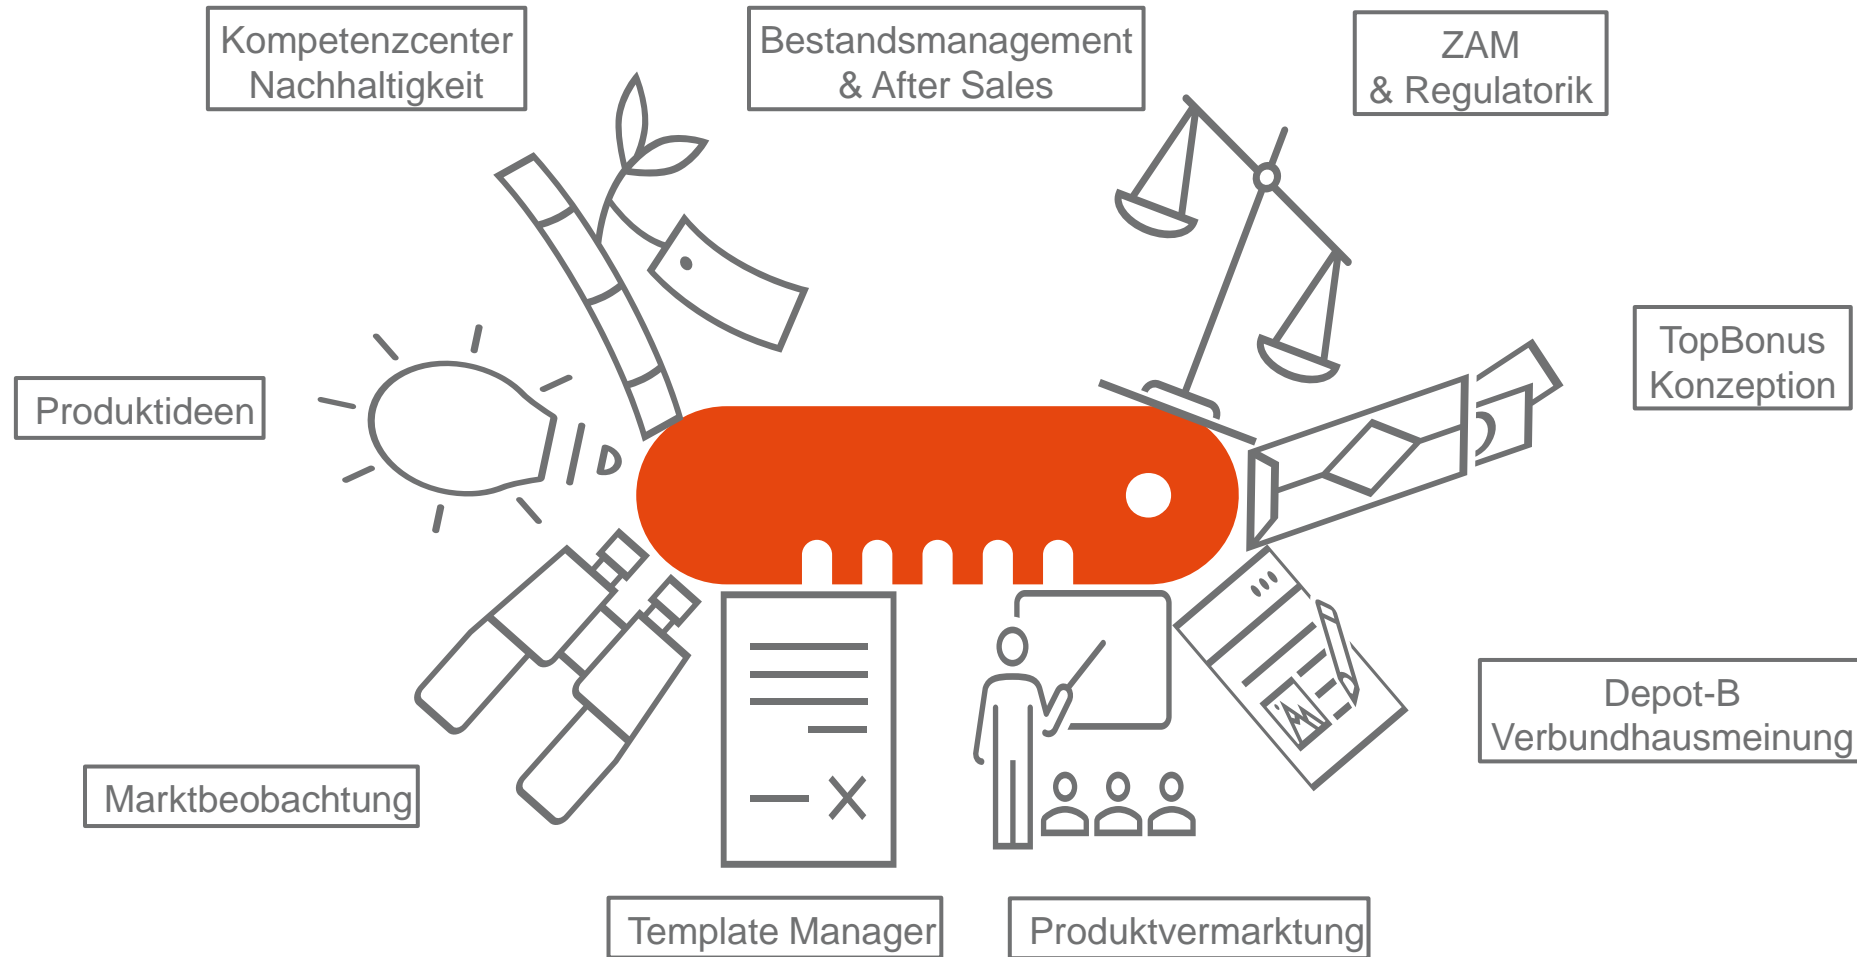 Kompetenzcenter
Nachhaltigkeit
Bestandsmanagement
& After Sales
ZAM
& Regulatorik
TopBonus
Konzeption
Produktideen
Depot-B
Verbundhausmeinung
Marktbeobachtung
Template Manager
Produktvermarktung